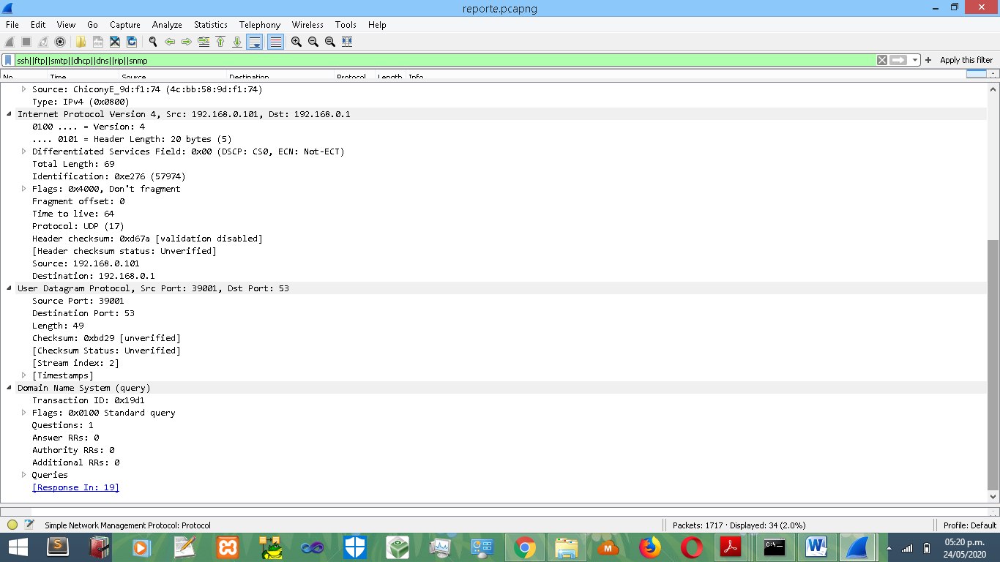 reporte.pcapng
File Edit View Go Capture Analyze Statistics Telephony Wireless Tools Help
ssh||ftp||smtp||dhcp||dns||rip||snmp
Apply this filter
No. Time Source Destination Protocol Length Info
Source: ChiconyE_9d:f1:74 (4c:bb:58:9d:f1:74)
Type: IPv4 (0x0800)
Internet Protocol Version 4, Src: 192.168.0.101, Dst: 192.168.0.1
0100 .... = Version: 4
.... 0101 = Header Length: 20 bytes (5)
Differentiated Services Field: 0x00 (DSCP: CS0, ECN: Not-ECT)
Total Length: 69
Identification: 0xe276 (57974)
Flags: 0x4000, Don't fragment
Fragment offset: 0
Time to live: 64
Protocol: UDP (17)
Header checksum: 0xd67a [validation disabled]
[Header checksum status: Unverified]
Source: 192.168.0.101
Destination: 192.168.0.1
User Datagram Protocol, Src Port: 39001, Dst Port: 53
Source Port: 39001
Destination Port: 53
Length: 49
Checksum: 0xbd29 [unverified]
[Checksum Status: Unverified]
[Stream index: 2]
[Timestamps]
Domain Name System (query)
Transaction ID: 0x19d1
Flags: 0x0100 Standard query
Questions: 1
Answer RRs: 0
Authority RRs: 0
Additional RRs: 0
Queries
[Response In: 19]
Simple Network Management Protocol: Protocol
Packets: 1717 · Displayed: 34 (2.0%)
Profile: Default
05:20 p.m.
24/05/2020